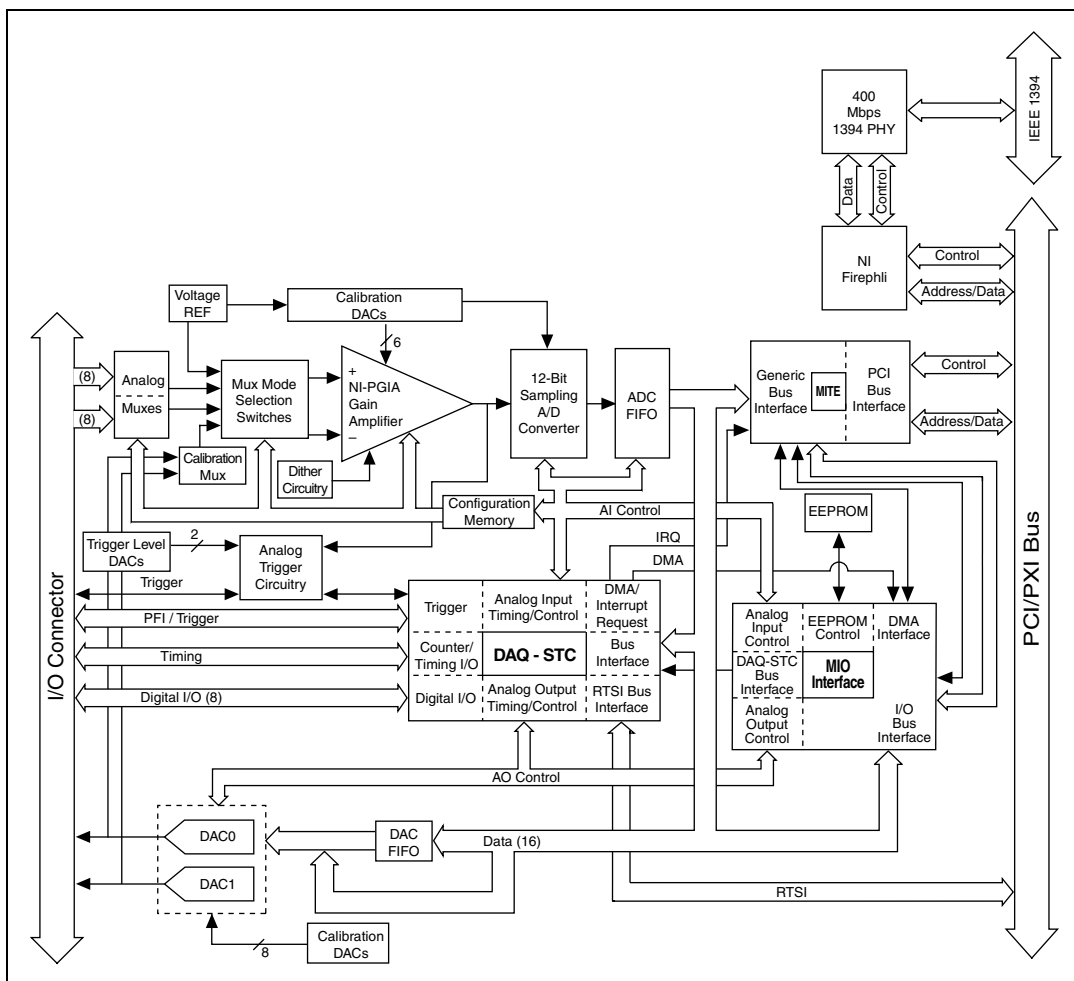 400
Mbps
1394 PHY
IEEE 1394
Data
Control
NI
Firephli
Control
Address/Data
Voltage
REF
Calibration
DACs
6
(8)
(8)
Analog
Muxes
Mux Mode
Selection
Switches
+
NI-PGIA
Gain
Amplifier
–
12-Bit
Sampling
A/D
Converter
ADC
FIFO
Generic
Bus
Interface
MITE
PCI
Bus
Interface
Control
Address/Data
Calibration
Mux
Dither
Circuitry
Configuration
Memory
AI Control
EEPROM
Trigger Level
DACs
2
Analog
Trigger
Circuitry
IRQ
DMA
Trigger
PFI / Trigger
Timing
Digital I/O (8)
I/O Connector
PCI/PXI Bus
Trigger
Analog Input
Timing/Control
DMA/
Interrupt
Request
Counter/
Timing I/O
DAQ - STC
Bus
Interface
Digital I/O
Analog Output
Timing/Control
RTSI Bus
Interface
Analog
Input
Control
EEPROM
Control
DMA
Interface
DAQ-STC
Bus
Interface
MIO
Interface
Analog
Output
Control
I/O
Bus
Interface
AO Control
DAC0
DAC1
DAC
FIFO
Data (16)
RTSI
8
Calibration
DACs